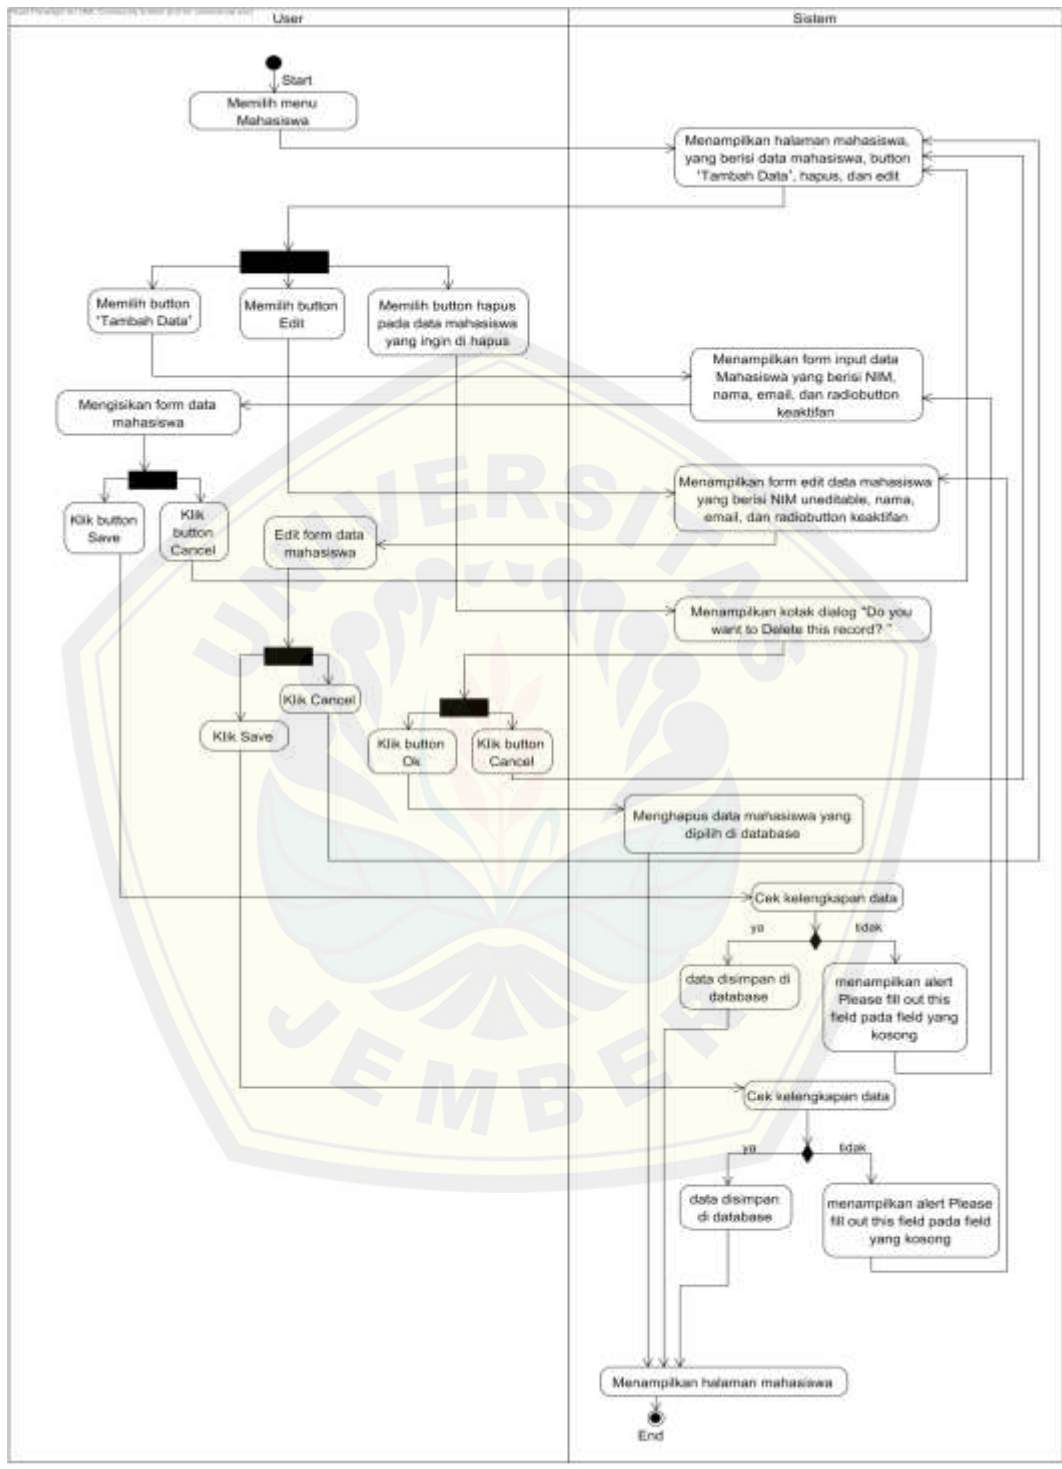 User
Sistem
Start
Memilih menu
Mahasiswa
Menampilkan halaman mahasiswa,
yang berisi data mahasiswa, button
'Tambah Data', hapus, dan edit
Memilih button
'Tambah Data'
Memilih button
Edit
Memilih button hapus
pada data mahasiswa
yang ingin di hapus
Menampilkan form input data
Mahasiswa yang berisi NIM,
nama, email, dan radiobutton
keaktifan
Mengisikan form data
mahasiswa
Menampilkan form edit data mahasiswa
yang berisi NIM uneditable, nama,
email, dan radiobutton keaktifan
Klik button
Save
Klik
button
Cancel
Edit form data
mahasiswa
Menampilkan kotak dialog "Do you
want to Delete this record? "
Klik Cancel
Klik Save
Klik button
Ok
Klik button
Cancel
Menghapus data mahasiswa yang
dipilih di database
Cek kelengkapan data
ya
tidak
data disimpan di
database
menampilkan alert
Please fill out this
field pada field yang
kosong
Cek kelengkapan data
ya
tidak
data disimpan
di database
menampilkan alert Please
fill out this field pada field
yang kosong
Menampilkan halaman mahasiswa
End
UNIVERSITAS
JEMBER